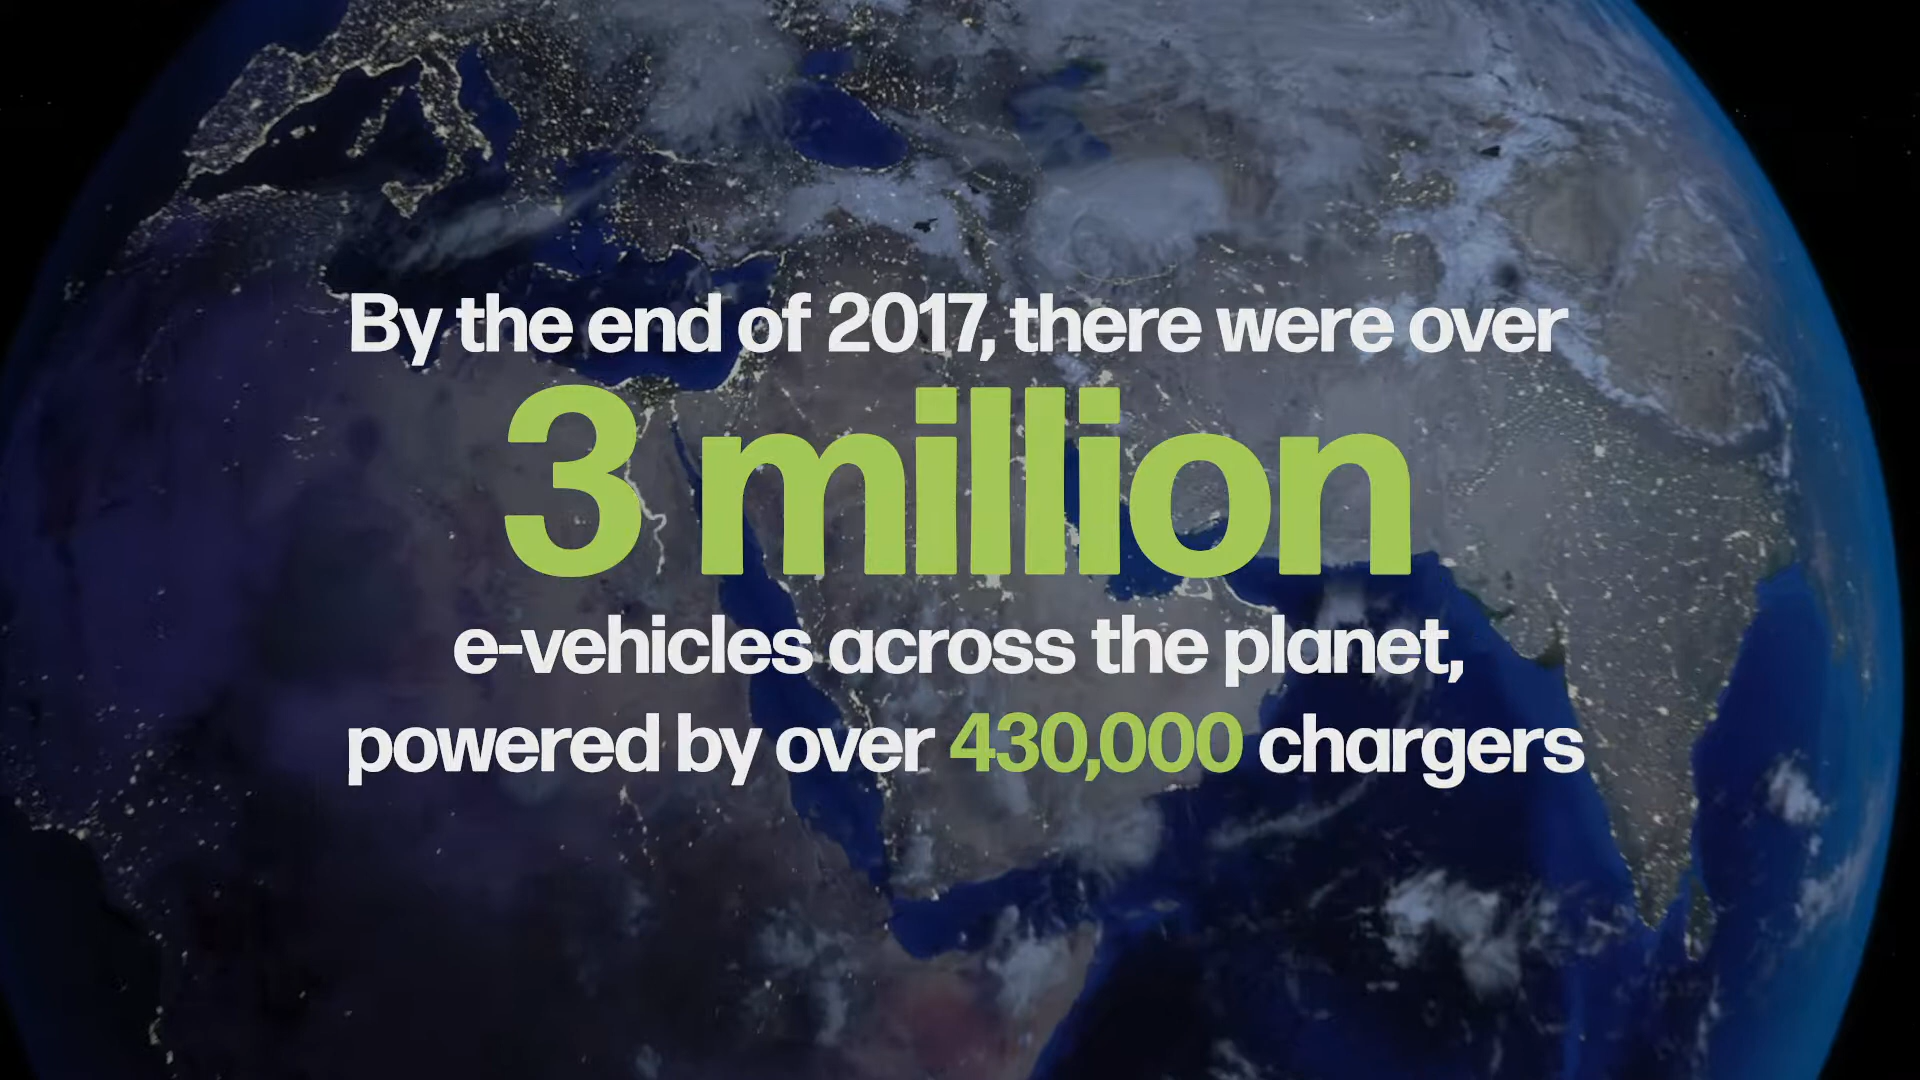 By the end of 2017, there were over
3 million
e-vehicles across the planet,
powered by over 430,000 chargers